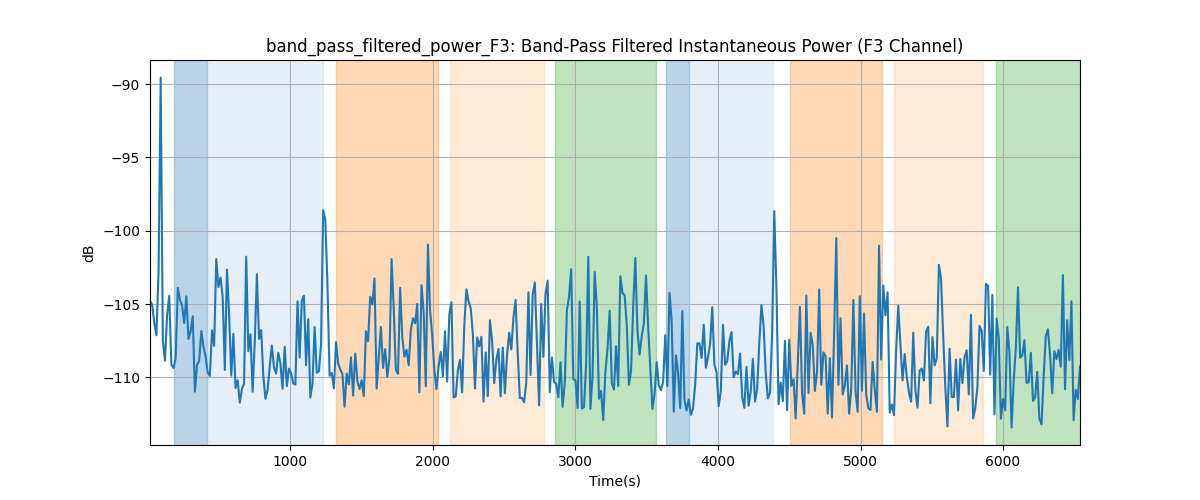 band_pass_filtered_power_F3: Band-Pass Filtered Instantaneous Power (F3 Channel)
−90
−95
−100
−105
−110
dB
1000 2000 3000 4000 5000 6000
Time(s)